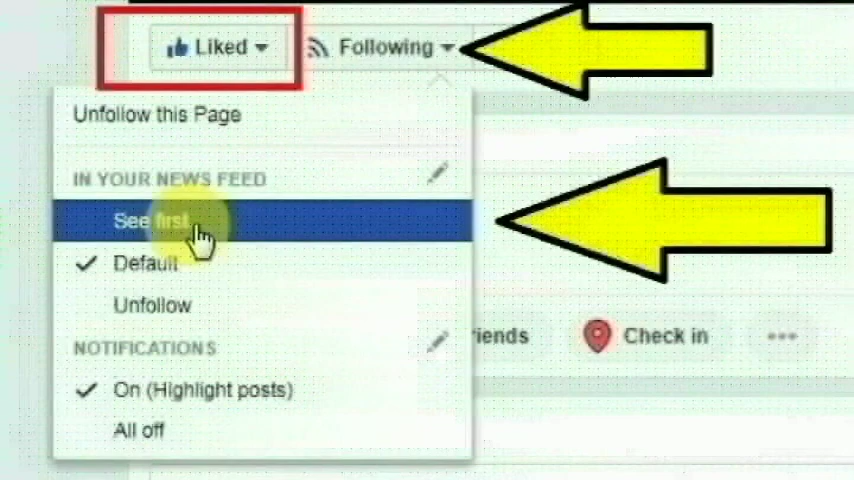 Liked Following
Unfollow this Page
IN YOUR NEWS FEED
See first
Default
Unfollow
NOTIFICATIONS
riends Check in
On (Highlight posts)
All off